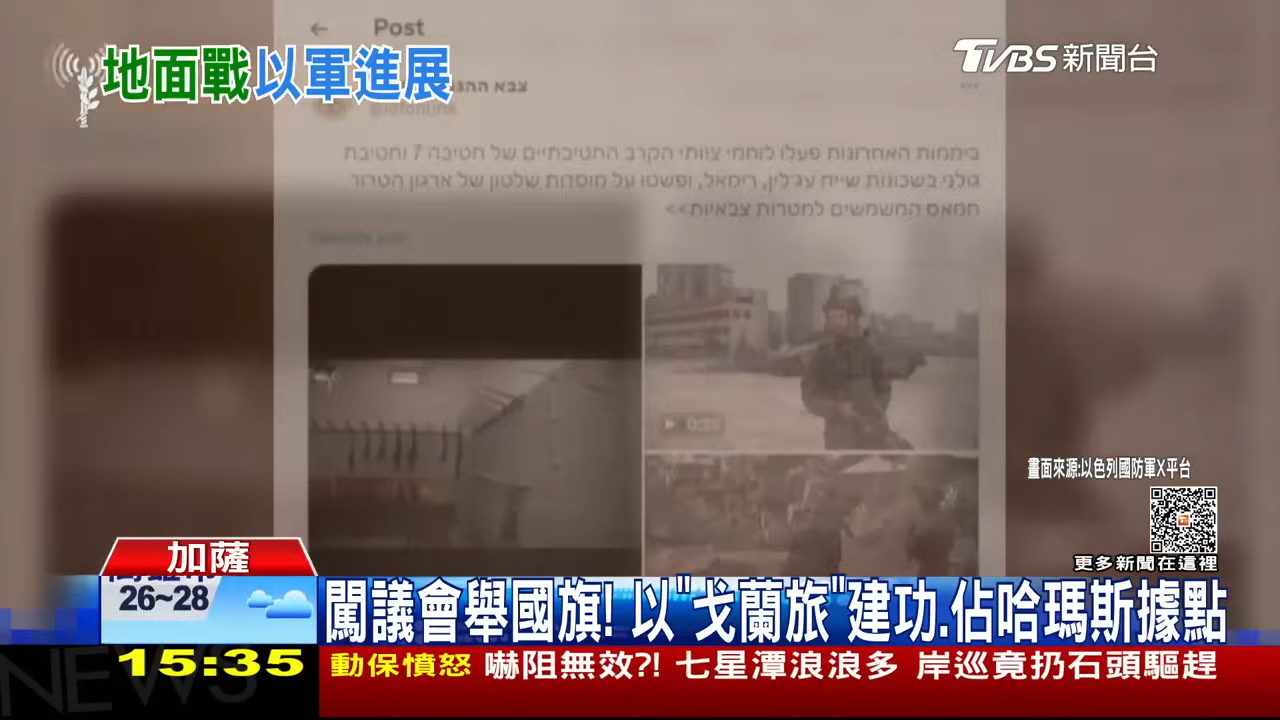 Post
地面戰以軍進展
TVBS新聞台
צבא ההג
ביממות האחרונות פעלו לוחמי צוותי הקרב החטיבתיים של חטיבה 7 וחטיבת
גולני בשכונות שייח עג'לין, רימאל, ופשטו על מוסדות שלטון של ארגון הטרור
חמאס המשמשים למטרות צבאיות>>
畫面來源:以色列國防軍X平台
更多新聞在這裡
加薩
26~28
闖議會舉國旗! 以"戈蘭旅"建功.佔哈瑪斯據點
NEWS
15:35
動保憤怒 嚇阻無效?! 七星潭浪浪多 岸巡竟扔石頭驅趕